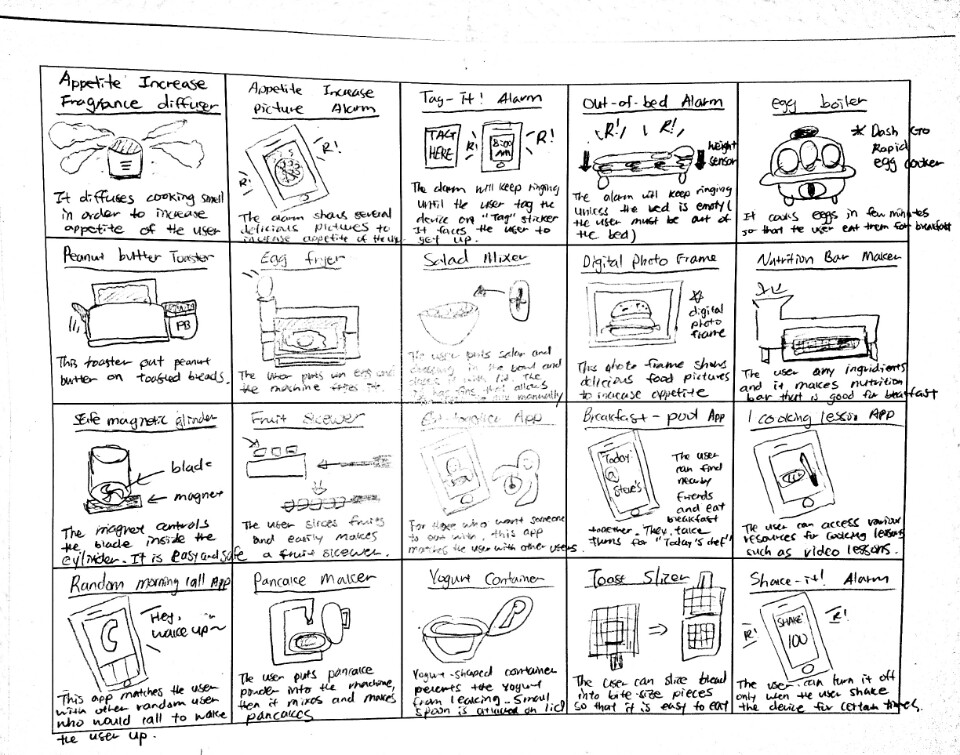 Appetite Increase
Fragrance diffuser
It diffuses cooking smell
in order to increase
appetite of the user
Appetite Increase
Picture Alarm
R!
R!
The alarm shows several
delicious pictures to
increase appetite of the
Tag-it! Alarm
TAG
HERE
R!
8:00
AM
R!
The alarm will keep ringing
until the user tag the
device on "Tag" sticker
It faces the user to
get up.
Out-of-bed Alarm
R! R!
height
sensor
The alarm will keep ringing
unless the bed is empty(
the user must be out of
the bed)
egg boiler
* Dash
Rapid
egg cooker
It cooks eggs in few minutes
so that the user eat them for breakfast
Peanut butter Toaster
PB
This toaster put peanut
butter on toasted breads.
Egg fryer
The user puts an egg and
the machine fries it.
Salad Mixer
user puts salad and
dressing in the bowl and
it with lid. The
that allows
manually
Digital Photo Frame
digital
photo
frame
This photo frame shows
delicious food pictures
to increase appetite
Nutrition Bar Maker
The user any ingridients
and it makes nutrition
bar that is good for breakfast
Safe magnetic glinder
blade
magnet
The magnet controls
the blade inside the
cylinder. It is easy and safe
Fruit Skewer
The user slices fruits
and easily makes
a fruit skewer.
App
For user who want someone
to eat with, this app
matches the user with other users
Breakfast-pool App
Today
@
Steve's
The user
can find
nearby
friends
and eat
breakfast
together. They take
turns for "Today's chef"
1 cooking lesson App
The user can access various
resources for cooking lessons
such as video lessons.
Random morning call App
Hey,
wake up~
This app matches the user
with other random user
who would call to wake
the user up.
Pancake Maker
The user puts pancake
powder into the machine,
then it mixes and makes
pancakes
Yogurt Container
Yogurt-shaped container
prevents the yogurt
from leaking. Small
spoon is attached on lid
Toast Slizer
The user can slize bread
into bite-size pieces
so that it is easy to eat
Shake-it! Alarm
R!
SHAKE!
100
R!
The user can turn it off
only when the user shake
the device for certain times.